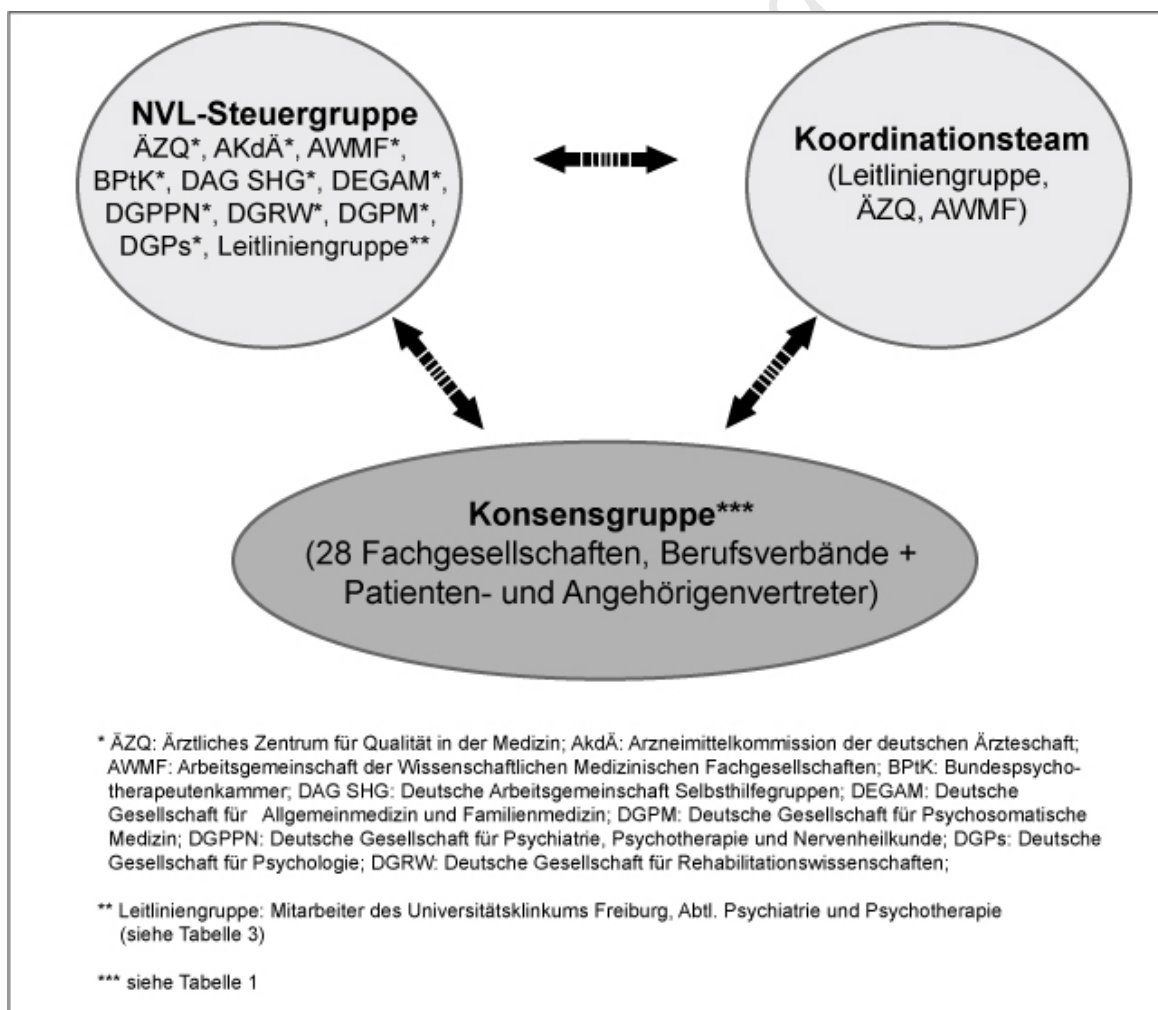 NVL-Steuergruppe
ÄZQ*, AKdÄ*, AWMF*,
BPtK*, DAG SHG*, DEGAM*,
DGPPN*, DGRW*, DGPM*,
DGPs*, Leitliniengruppe**
Koordinationsteam
(Leitliniengruppe,
ÄZQ, AWMF)
Konsensgruppe***
(28 Fachgesellschaften, Berufsverbände +
Patienten- und Angehörigenvertreter)
* ÄZQ: Ärztliches Zentrum für Qualität in der Medizin; AkdÄ: Arzneimittelkommission der deutschen Ärzteschaft;
AWMF: Arbeitsgemeinschaft der Wissenschaftlichen Medizinischen Fachgesellschaften; BPtK: Bundespsycho-
therapeutenkammer; DAG SHG: Deutsche Arbeitsgemeinschaft Selbsthilfegruppen; DEGAM: Deutsche
Gesellschaft für Allgemeinmedizin und Familienmedizin; DGPM: Deutsche Gesellschaft für Psychosomatische
Medizin; DGPPN: Deutsche Gesellschaft für Psychiatrie, Psychotherapie und Nervenheilkunde; DGPs: Deutsche
Gesellschaft für Psychologie; DGRW: Deutsche Gesellschaft für Rehabilitationswissenschaften;
** Leitliniengruppe: Mitarbeiter des Universitätsklinkums Freiburg, Abtl. Psychiatrie und Psychotherapie
(siehe Tabelle 3)
*** siehe Tabelle 1